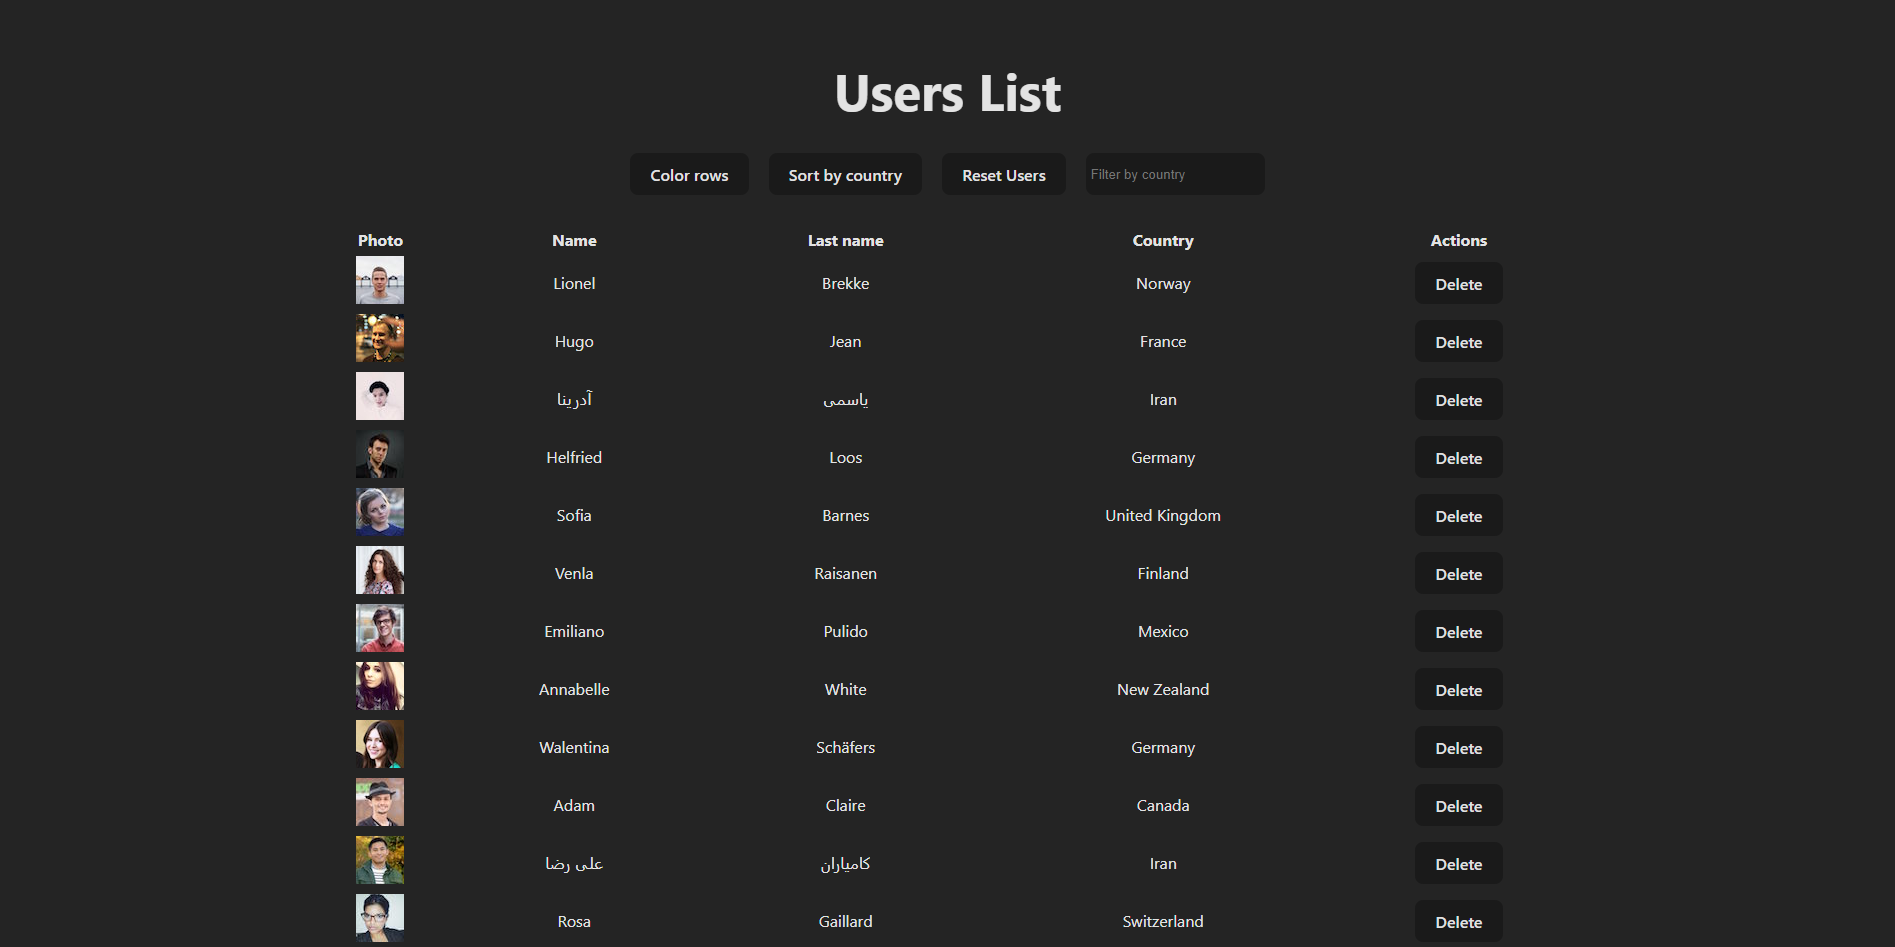 Users List
Color rows Sort by country Reset Users Filter by country
Photo Name Last name Country Actions
Lionel Brekke Norway Delete
Hugo Jean France Delete
آدرینا یاسمی Iran Delete
Helfried Loos Germany Delete
Sofia Barnes United Kingdom Delete
Venla Raisanen Finland Delete
Emiliano Pulido Mexico Delete
Annabelle White New Zealand Delete
Walentina Schäfers Germany Delete
Adam Claire Canada Delete
علی رضا کامیاران Iran Delete
Rosa Gaillard Switzerland Delete